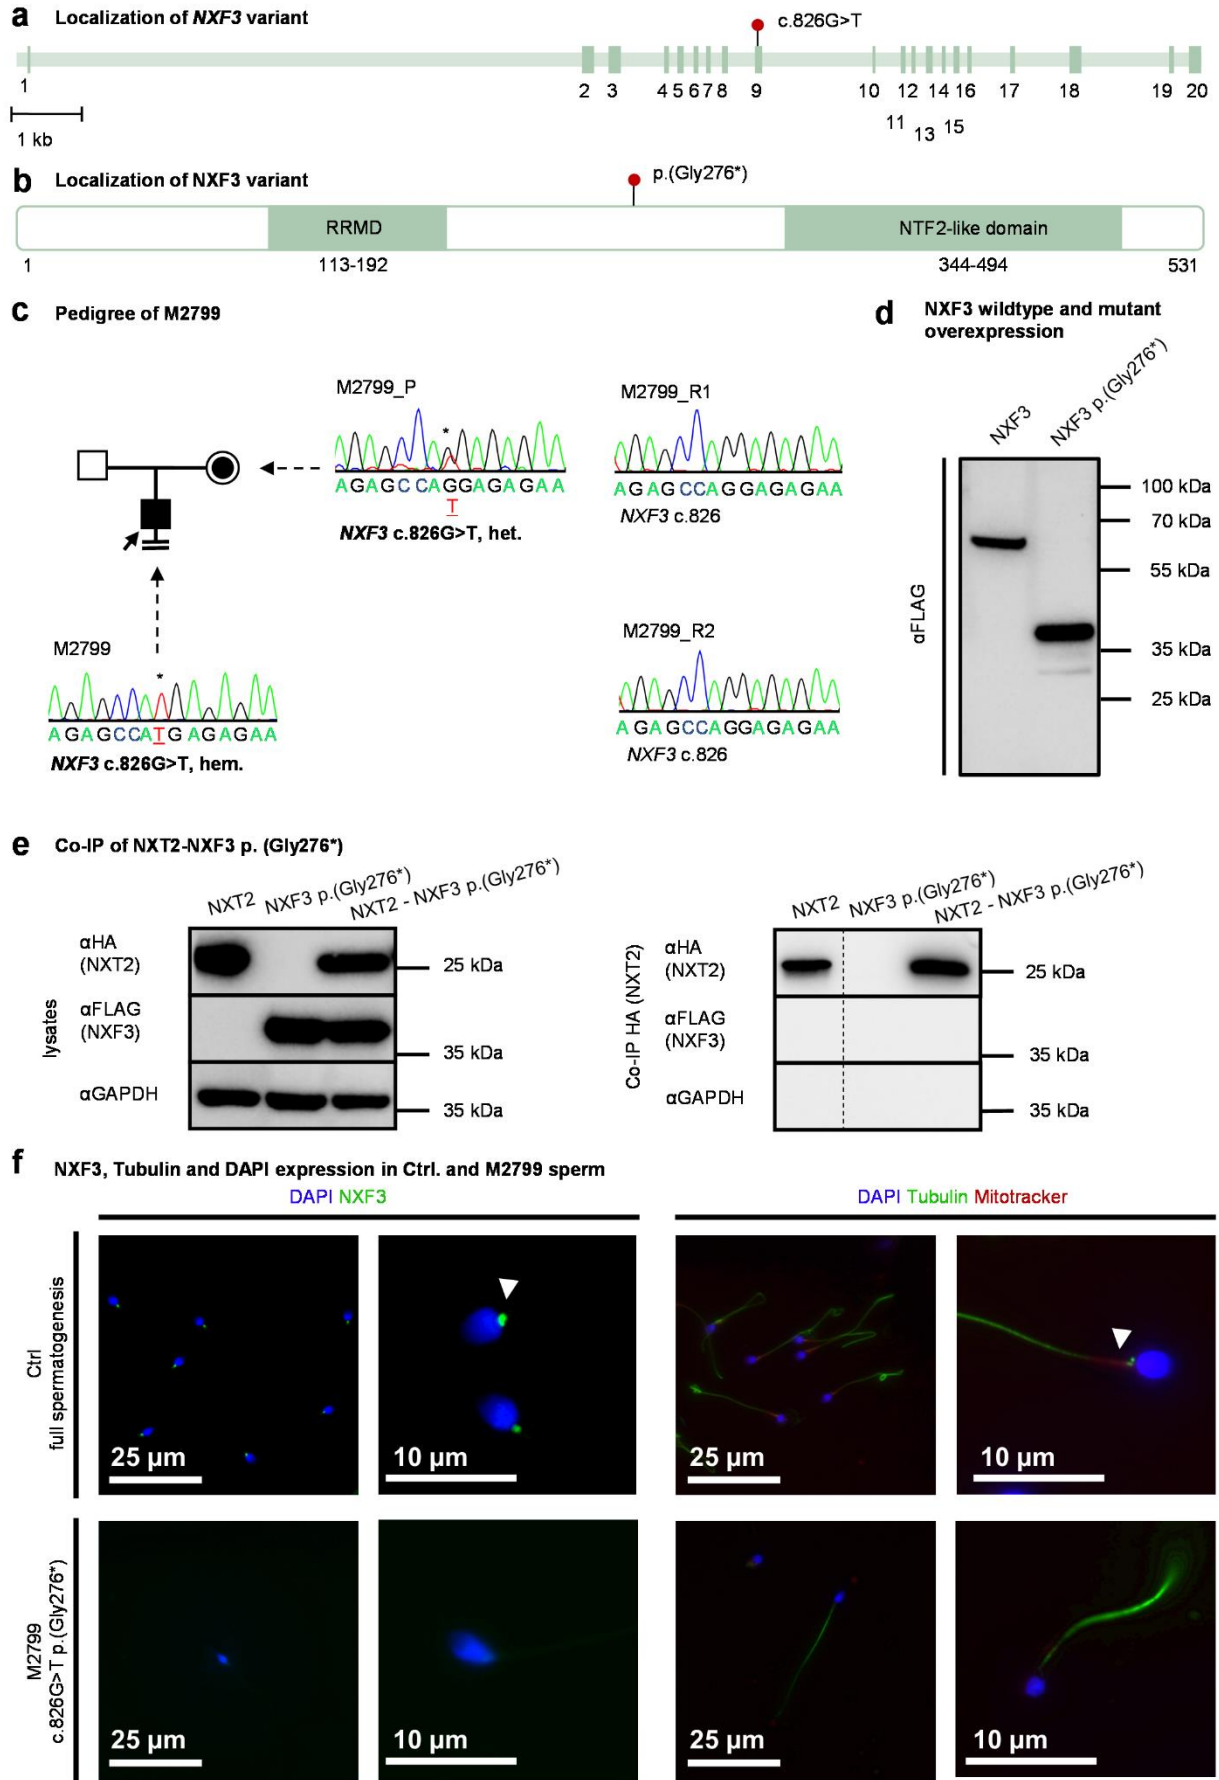 a Localization of NXF3 variant
c.826G>T
1 2 3 4 5 6 7 8 9 10 11 12 13 14 15 16 17 18 19 20
1 kb
b Localization of NXF3 variant
p.(Gly276*)
RRMD NTF2-like domain
1 113-192 344-494 531
c Pedigree of M2799
M2799_P
*
AGAGCCAGGAGAGAA
T
NXF3 c.826G>T, het.
M2799_R1
AGAGCCAGGAGAGAA
NXF3 c.826
M2799
*
AGAGCCATGAGAGAA
NXF3 c.826G>T, hem.
M2799_R2
AGAGCCAGGAGAGAA
NXF3 c.826
d NXF3 wildtype and mutant
overexpression
NXF3 NXF3 p.(Gly276*)
αFLAG
100 kDa
70 kDa
55 kDa
35 kDa
25 kDa
e Co-IP of NXT2-NXF3 p. (Gly276*)
NXT2 NXF3 p.(Gly276*) NXT2 - NXF3 p.(Gly276*)
lysates
αHA
(NXT2)
25 kDa
αFLAG
(NXF3)
35 kDa
αGAPDH
35 kDa
NXT2 NXF3 p.(Gly276*) NXT2 - NXF3 p.(Gly276*)
Co-IP HA (NXT2)
αHA
(NXT2)
25 kDa
αFLAG
(NXF3)
35 kDa
αGAPDH
35 kDa
f NXF3, Tubulin and DAPI expression in Ctrl. and M2799 sperm
DAPI NXF3
DAPI Tubulin Mitotracker
Ctrl
full spermatogenesis
25 µm
10 µm
25 µm
10 µm
M2799
c.826G>T p.(Gly276*)
25 µm
10 µm
25 µm
10 µm